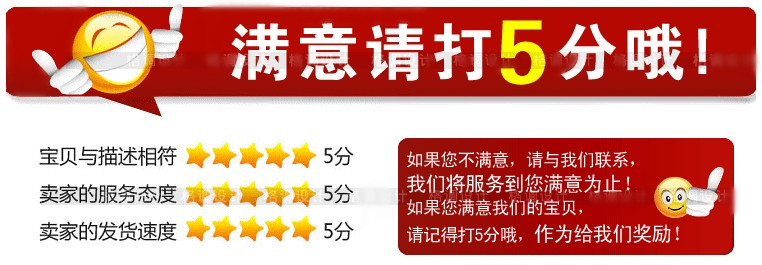 满意请打5分哦!
宝贝与描述相符 5分
卖家的服务态度 5分
卖家的发货速度 5分
如果您不满意，请与我们联系，
我们将服务到您满意为止！
如果您满意我们的宝贝，
请记得打5分哦，作为给我们奖励！